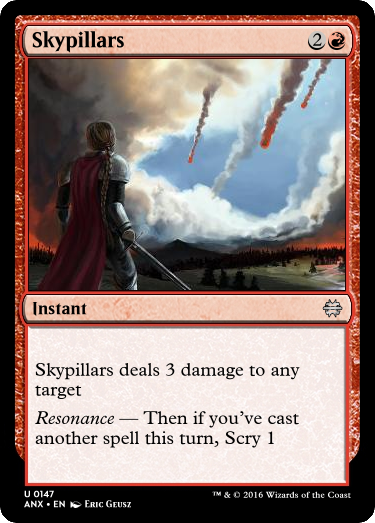 Skypillars 2
Instant
Skypillars deals 3 damage to any
target
Resonance — Then if you've cast
another spell this turn, Scry 1
U 0147
ANX • EN Eric Geusz
™ & © 2016 Wizards of the Coast